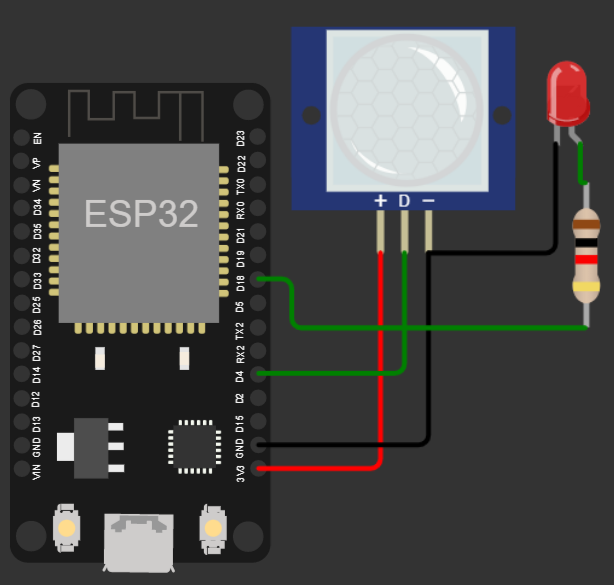 ESP32
EN
VP
VN
D34
D35
D32
D33
D25
D26
D27
D14
D12
D13
GND
VIN
D23
D22
TX0
RX0
D21
D19
D18
D5
TX2
RX2
D4
D2
D15
GND
3V3
+ D −